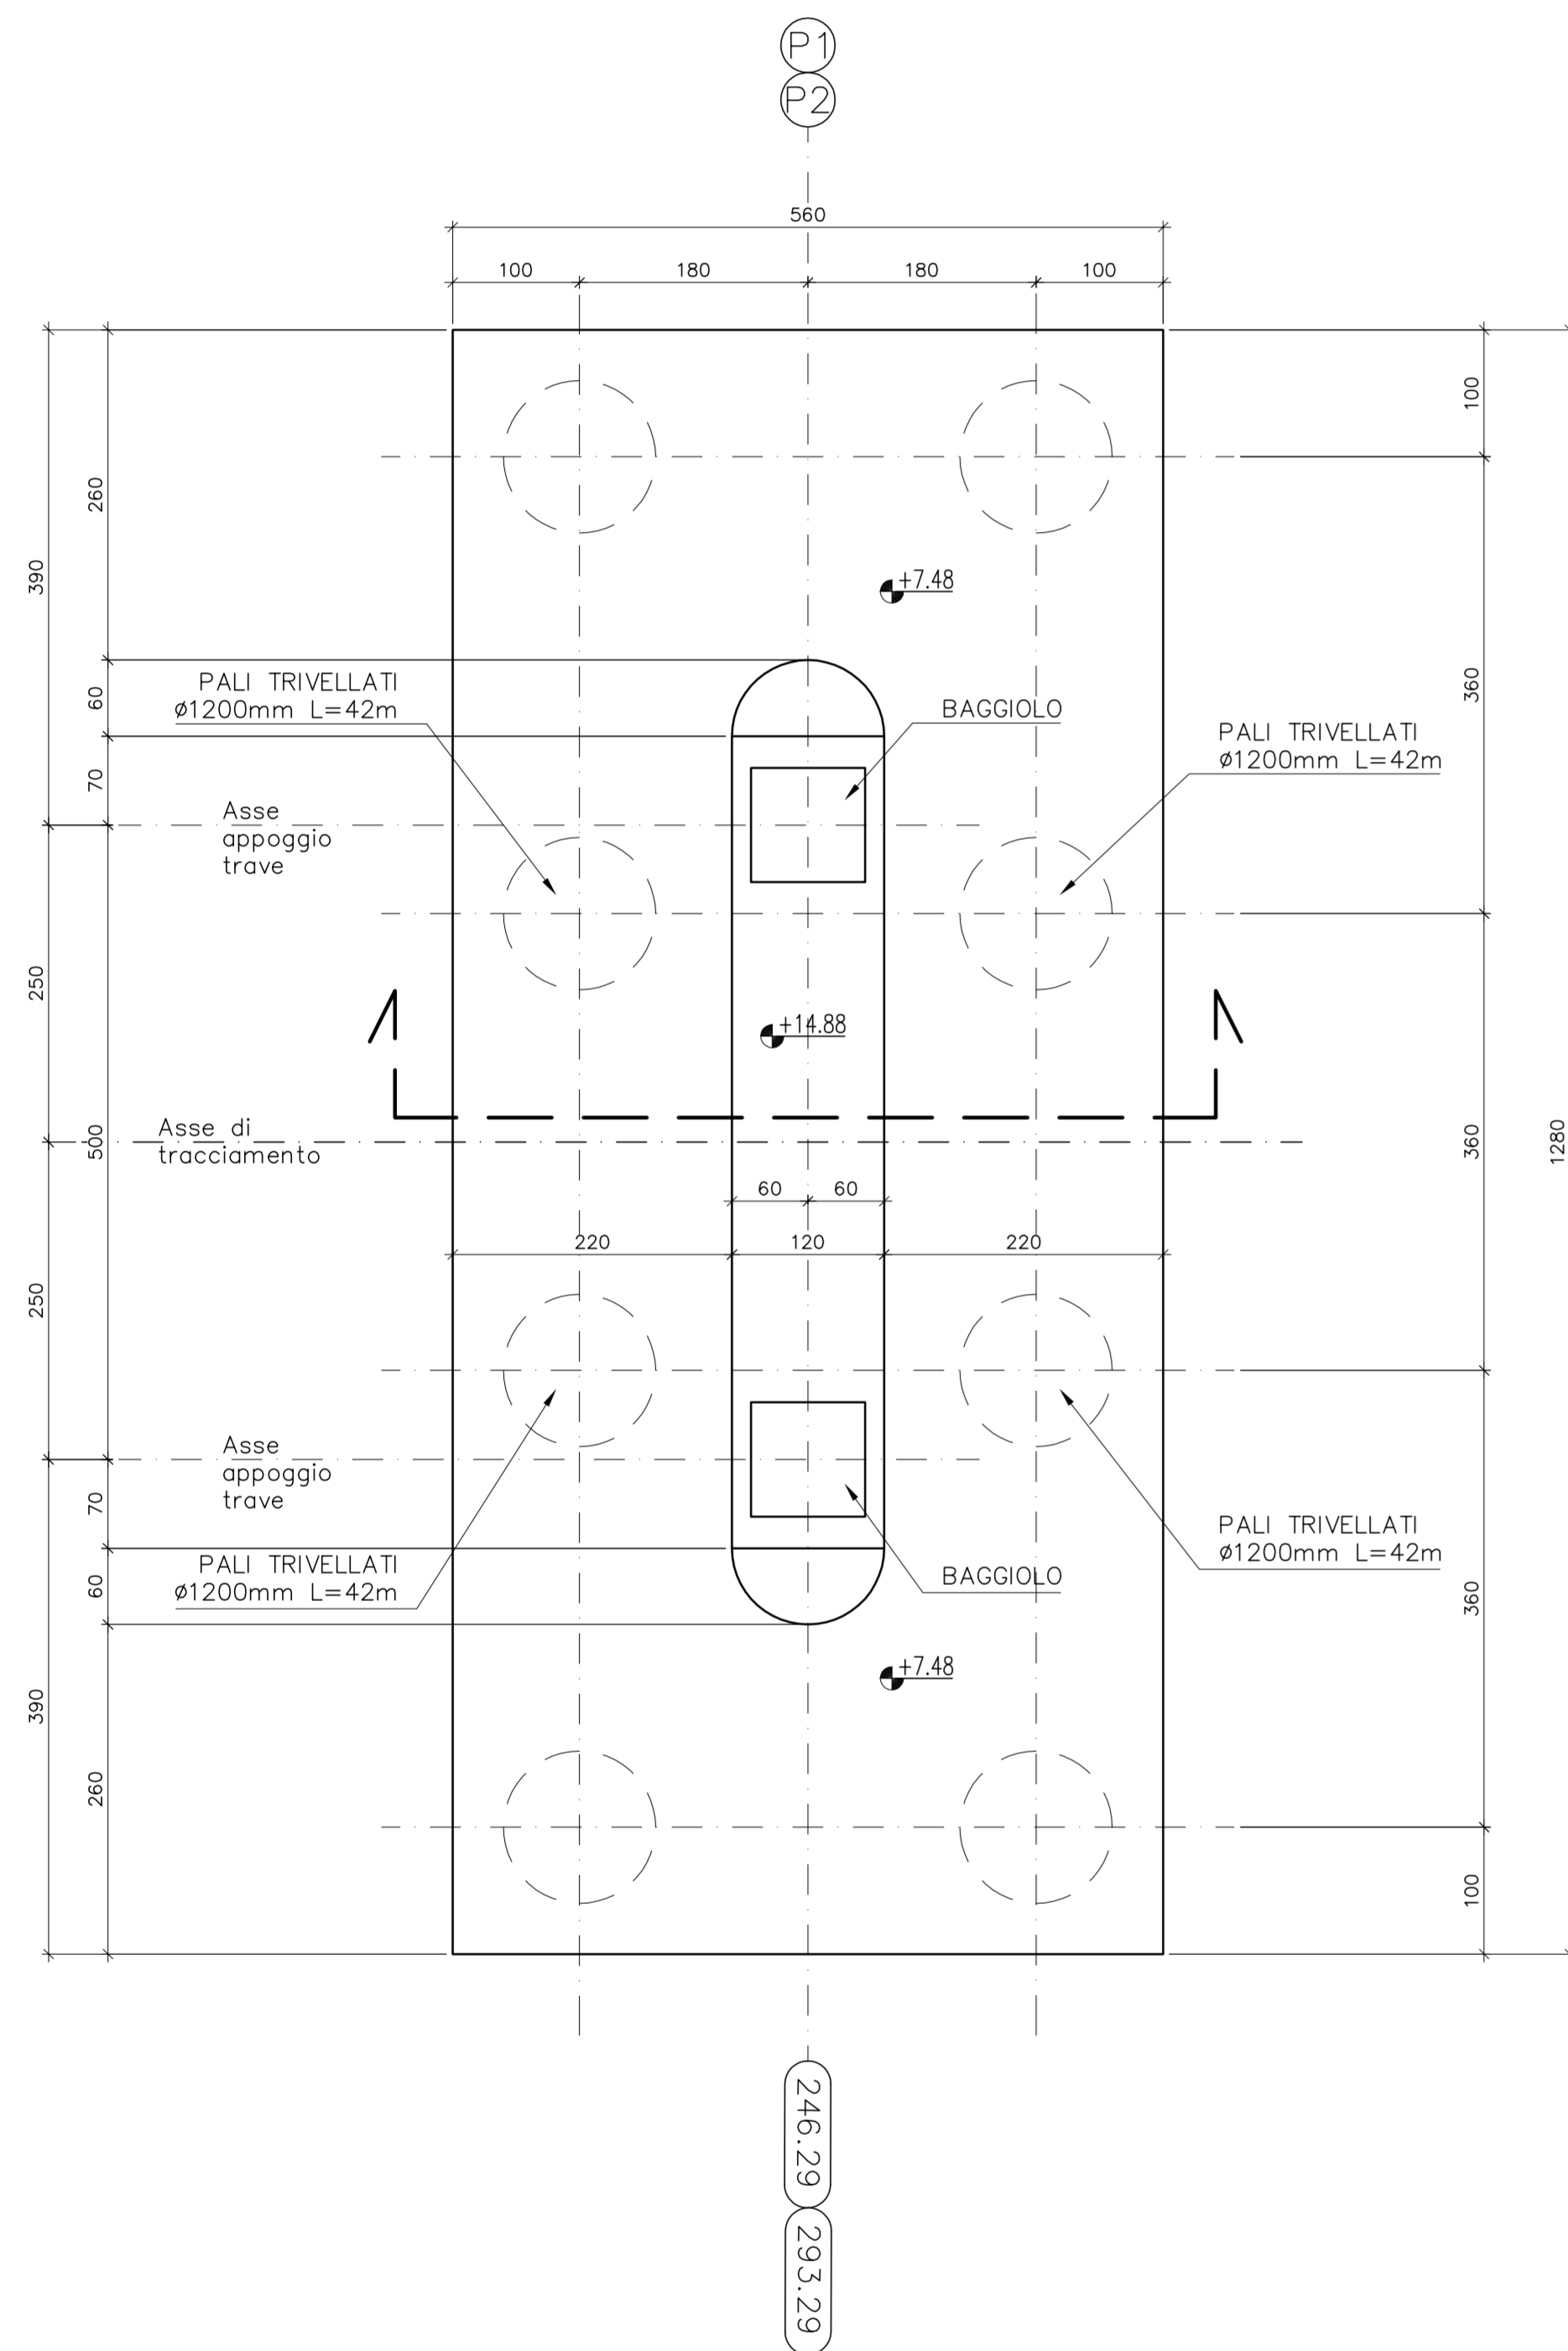 P1
P2
560
100
180
180
100
100
260
390
+7.48
PALI TRIVELLATI
ø1200mm L=42m
60
BAGGIOLO
360
PALI TRIVELLATI
ø1200mm L=42m
70
Asse
appoggio
trave
250
+14.88
Asse di
tracciamento
500
360
1280
60
60
220
120
220
250
Asse
appoggio
trave
70
PALI TRIVELLATI
ø1200mm L=42m
PALI TRIVELLATI
ø1200mm L=42m
60
BAGGIOLO
360
+7.48
390
260
100
246.29
293.29